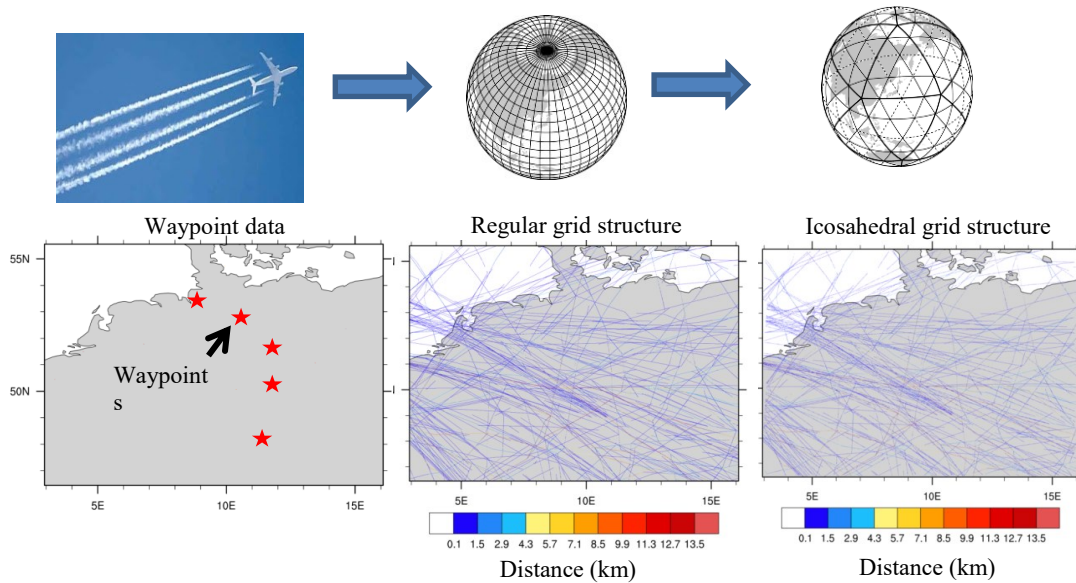 Waypoint data
Regular grid structure
Icosahedral grid structure
55N
50N
Waypoint
s
5E 10E 15E
5E 10E 15E
5E 10E 15E
0.1 1.5 2.9 4.3 5.7 7.1 8.5 9.9 11.3 12.7 13.5
0.1 1.5 2.9 4.3 5.7 7.1 8.5 9.9 11.3 12.7 13.5
Distance (km)
Distance (km)